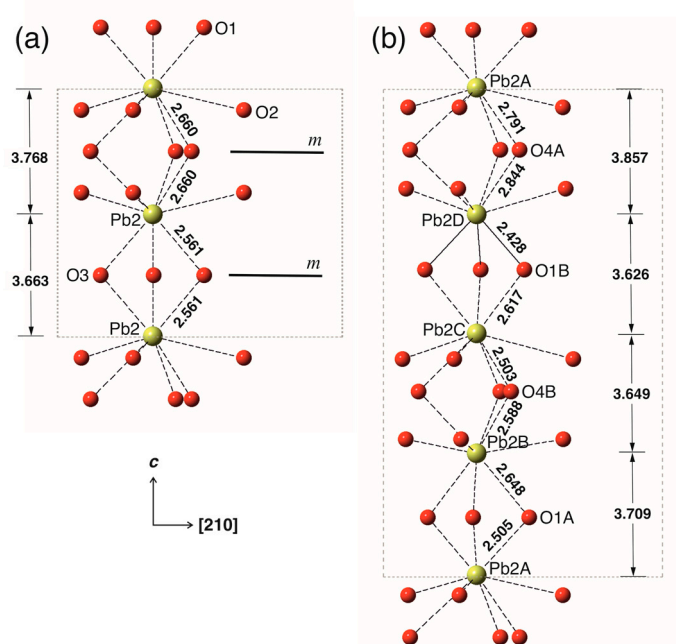 (a)
O1
O2
2.660
m
3.768
2.660
Pb2
2.561
m
O3
3.663
2.561
Pb2
c
[210]
(b)
Pb2A
2.791
O4A
3.857
2.844
Pb2D
2.428
O1B
3.626
2.617
Pb2C
2.503
O4B
3.649
2.588
Pb2B
2.648
O1A
3.709
2.505
Pb2A